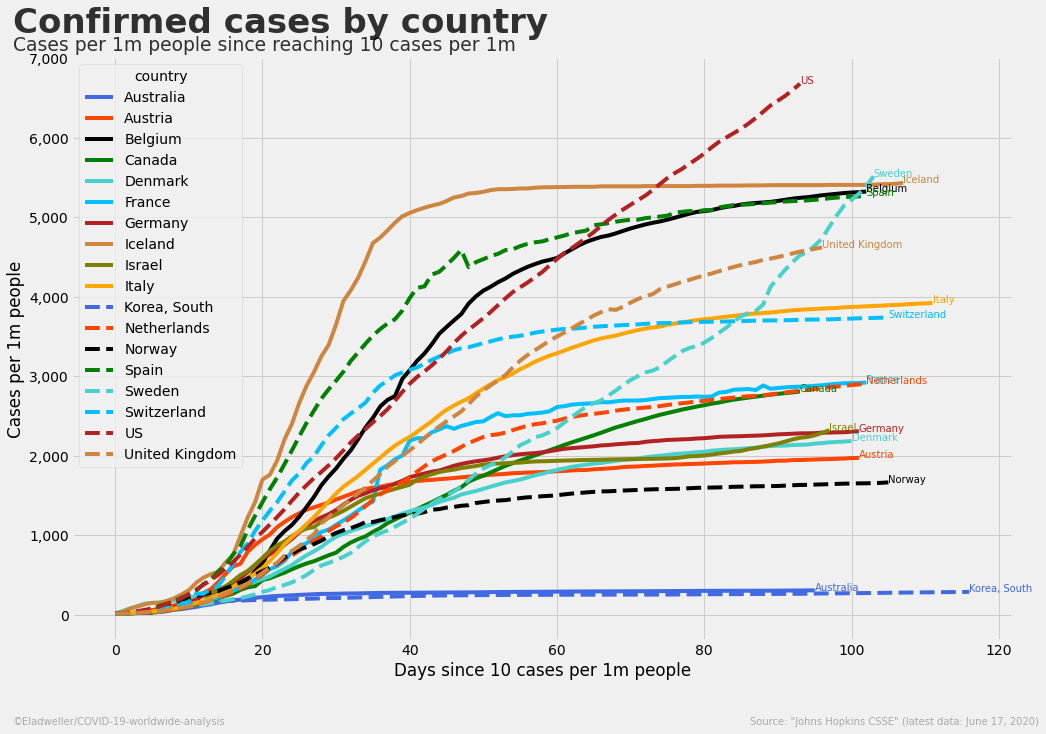 Confirmed cases by country
Cases per 1m people since reaching 10 cases per 1m
7,000
6,000
5,000
4,000
3,000
2,000
1,000
0
Cases per 1m people
country
Australia
Austria
Belgium
Canada
Denmark
France
Germany
Iceland
Israel
Italy
Korea, South
Netherlands
Norway
Spain
Sweden
Switzerland
US
United Kingdom
US
Sweden
Iceland
Belgium
Spain
United Kingdom
Italy
Switzerland
France
Netherlands
Canada
Israel
Germany
Denmark
Austria
Norway
Australia
Korea, South
0 20 40 60 80 100 120
Days since 10 cases per 1m people
©Eladweller/COVID-19-worldwide-analysis
Source: "Johns Hopkins CSSE" (latest data: June 17, 2020)